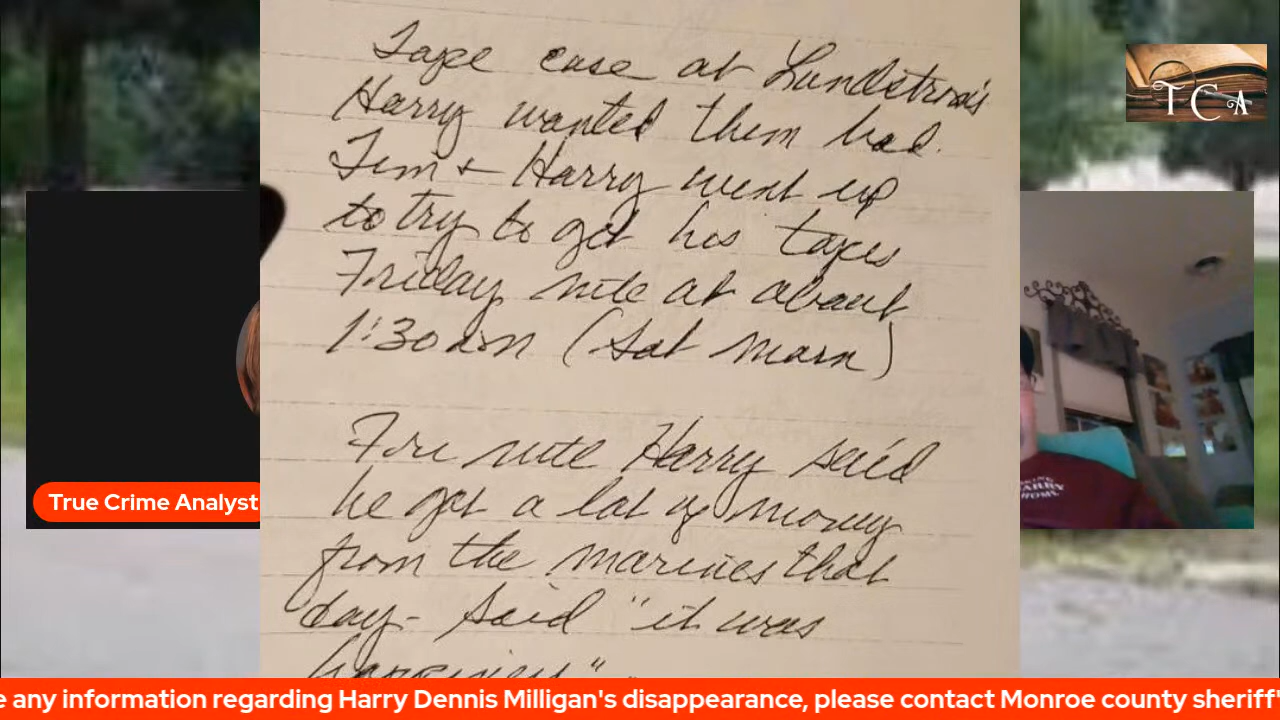 Tape case at Lundstrom's
Harry wanted them bad.
Jim + Harry went up
to try to get his tapes
Friday nite at about
1:30 am (Sat morn)
Fri nite Harry said
he got a lot of money
from the marines that
day - Said "it was
happiness"
TCA
True Crime Analyst
HARRY
HOME
e any information regarding Harry Dennis Milligan's disappearance, please contact Monroe county sheriff'